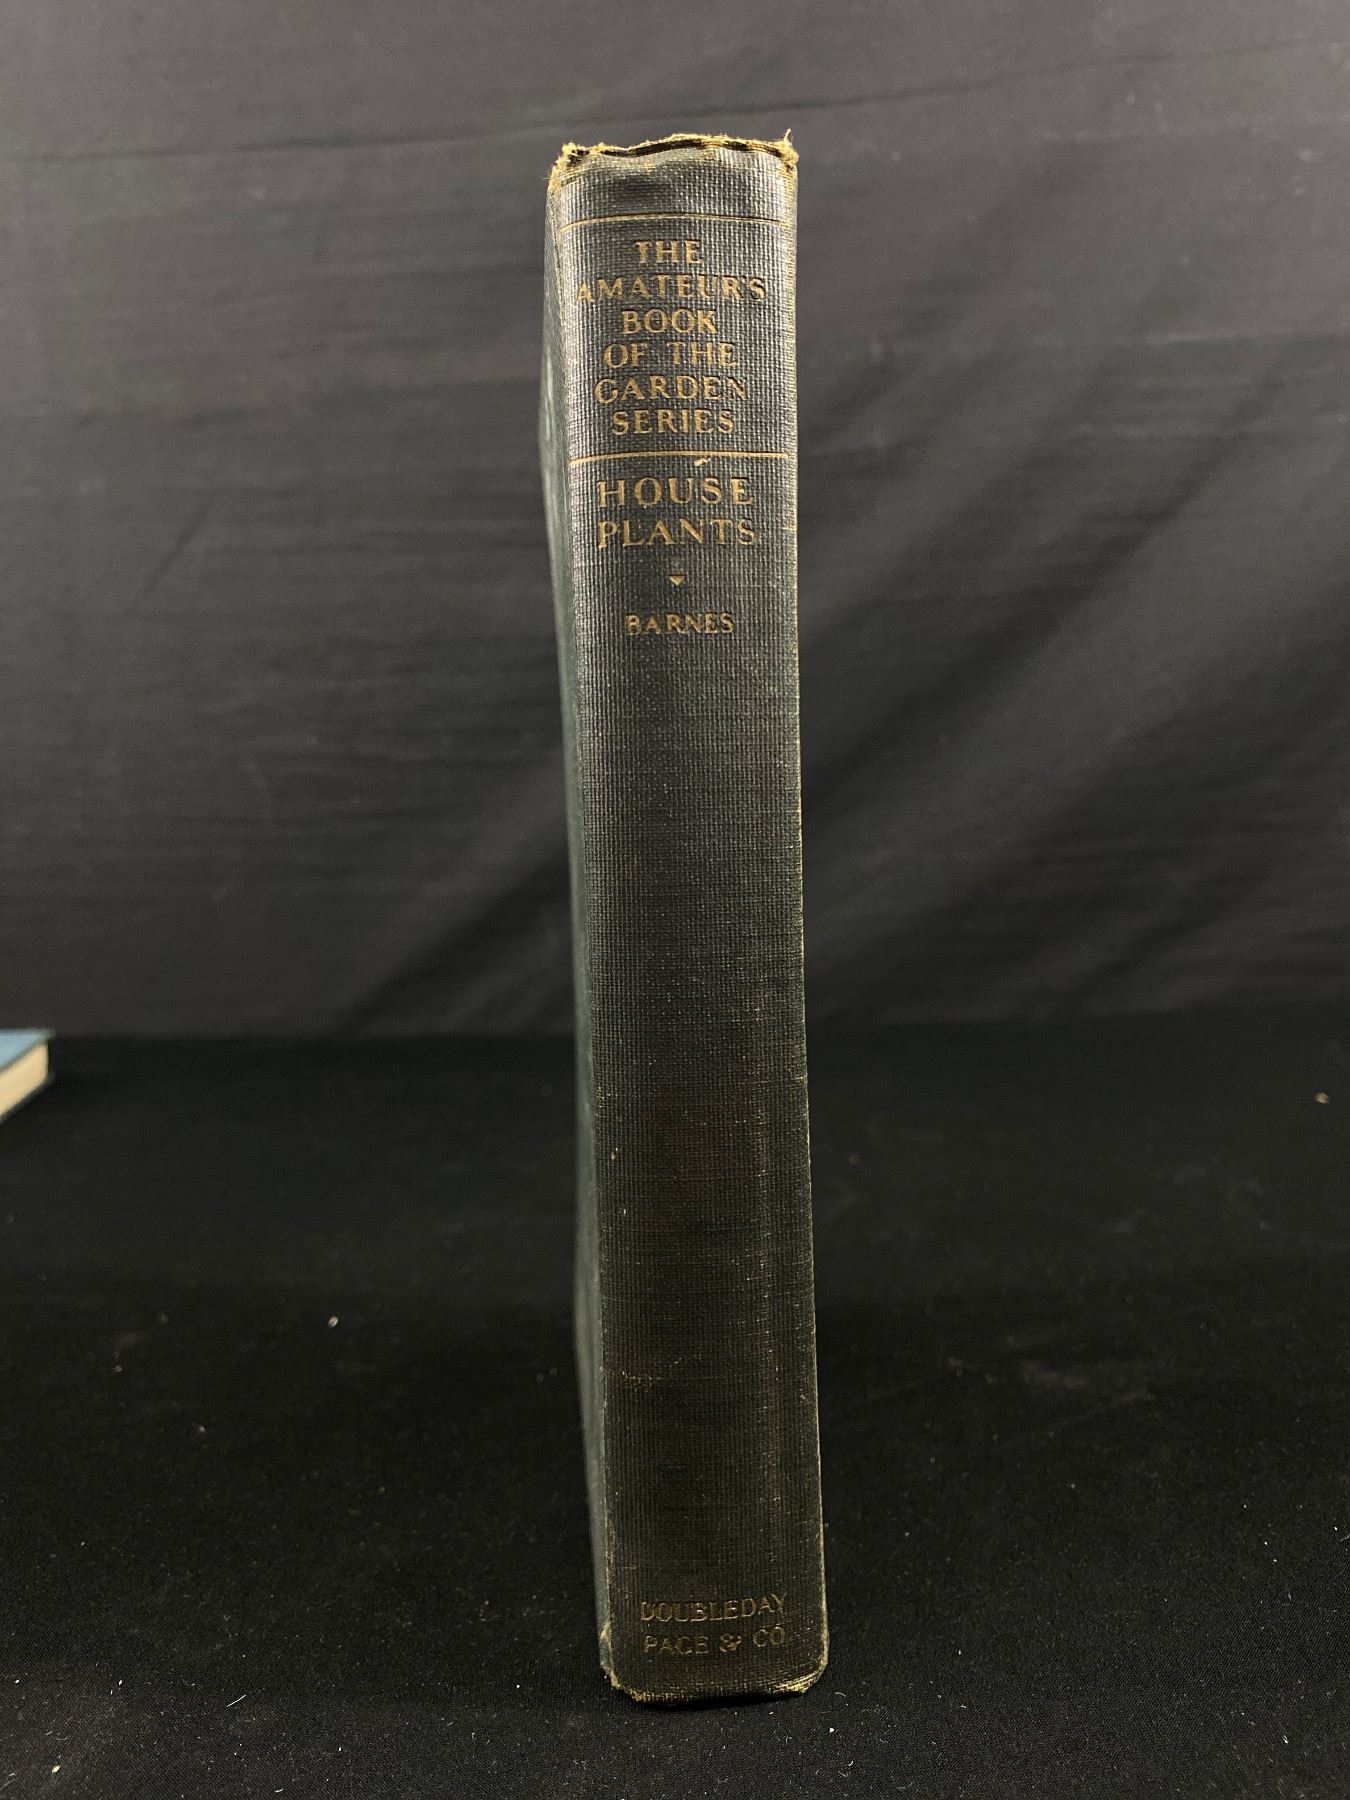 THE
AMATEUR'S
BOOK
OF THE
GARDEN
SERIES
HOUSE
PLANTS
BARNES
DOUBLEDAY
PAGE & CO.